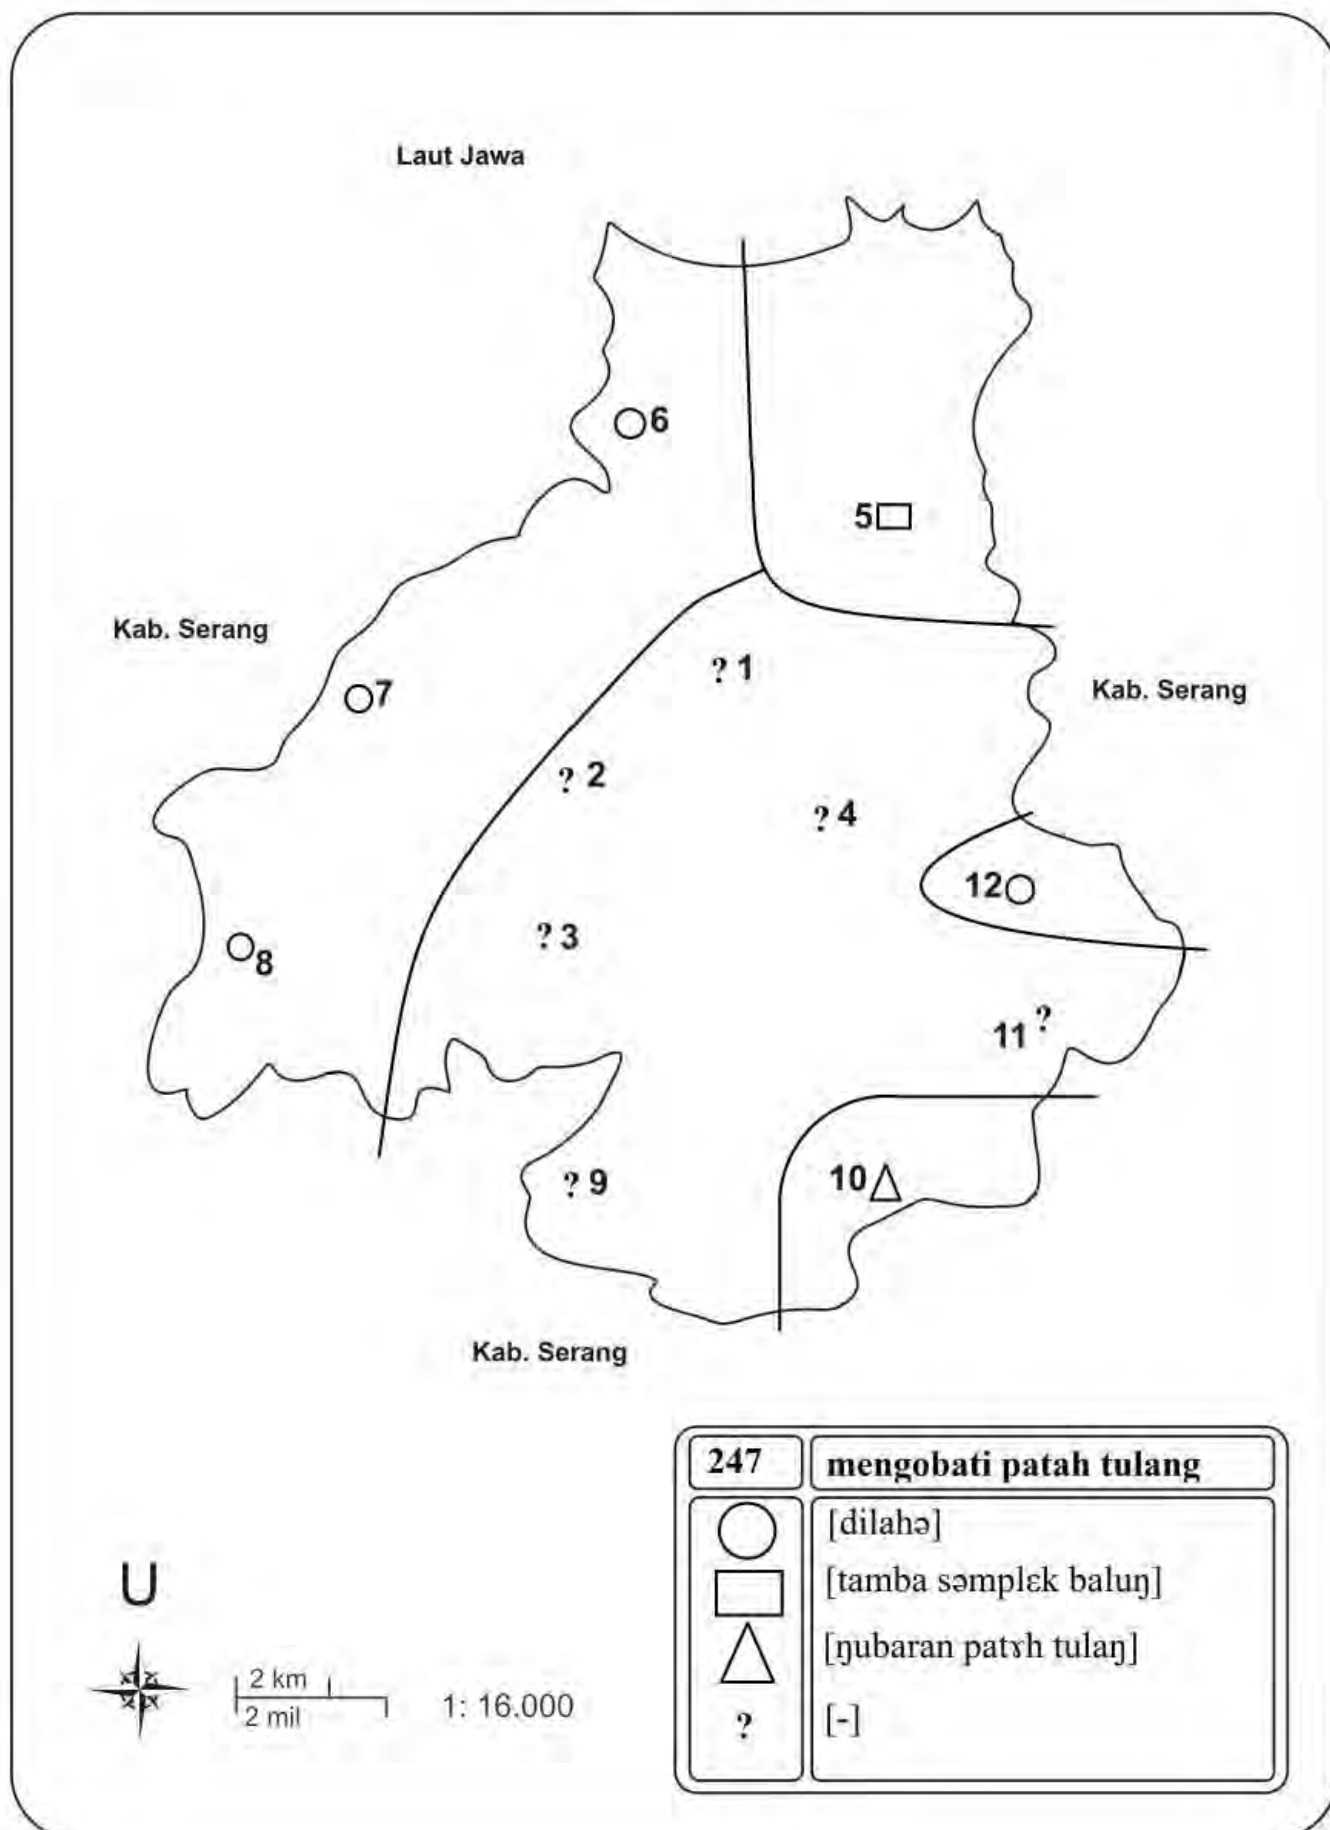 Laut Jawa
6
5
Kab. Serang
? 1
7
Kab. Serang
? 2
? 4
12
? 3
8
11 ?
10
? 9
Kab. Serang
247 mengobati patah tulang
[dilahə]
[tamba səmplɛk baluŋ]
[ŋubaran patɤh tulaŋ]
? [-]
U
2 km
2 mil
1: 16.000